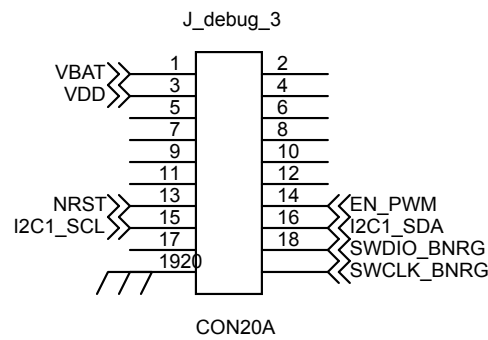 J_debug_3
VBAT 1 2
VDD 3 4
5 6
7 8
9 10
11 12
NRST 13 14 EN_PWM
I2C1_SCL 15 16 I2C1_SDA
17 18 SWDIO_BNRG
1920 SWCLK_BNRG
CON20A